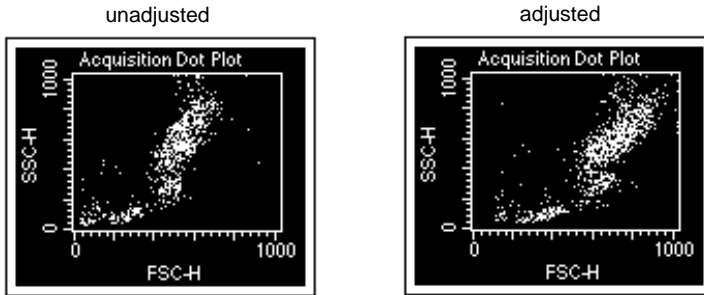 unadjusted
adjusted
Acquisition Dot Plot
SSC-H
1000
0
0
1000
FSC-H
Acquisition Dot Plot
SSC-H
1000
0
0
1000
FSC-H